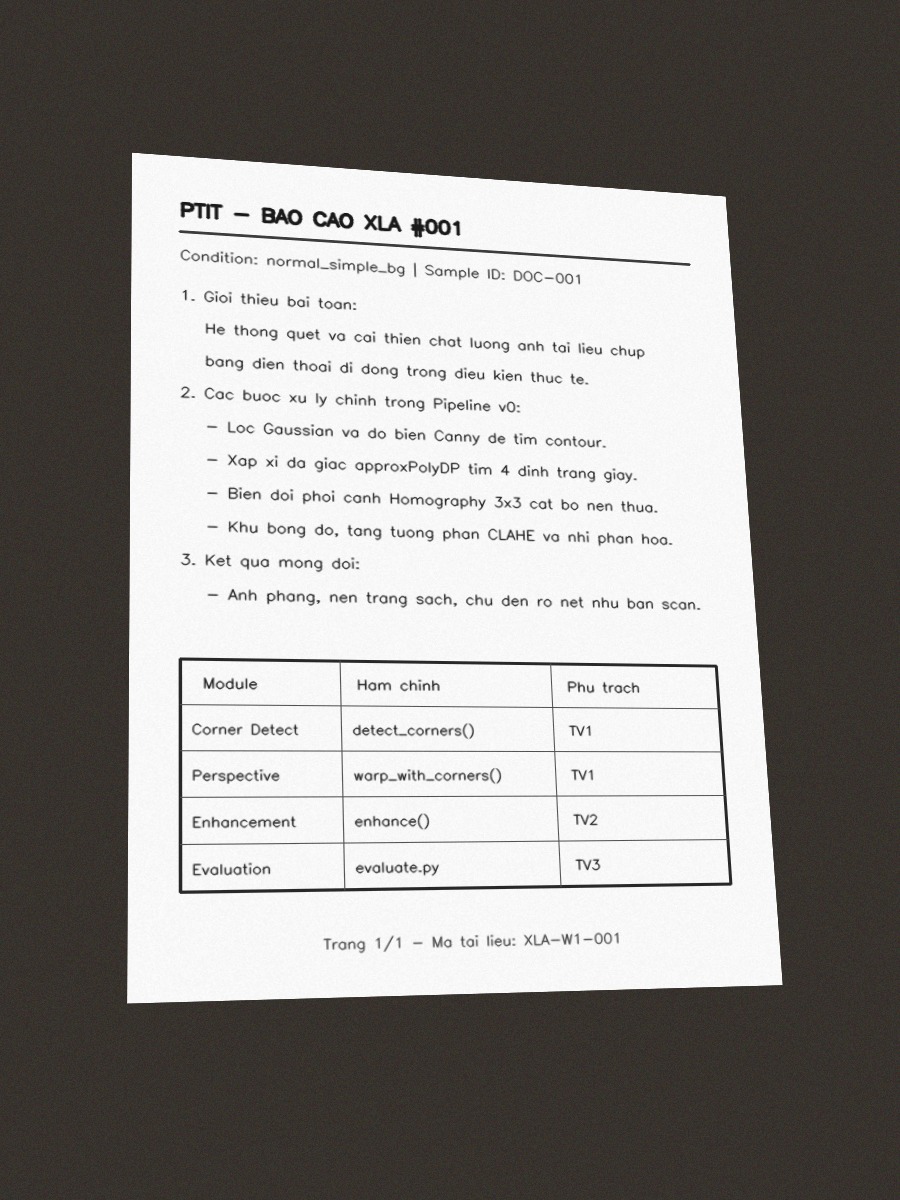 PTIT - BAO CAO XLA #001
Condition: normal_simple_bg | Sample ID: DOC-001
1. Gioi thieu bai toan:
He thong quet va cai thien chat luong anh tai lieu chup
bang dien thoai di dong trong dieu kien thuc te.
2. Cac buoc xu ly chinh trong Pipeline v0:
- Loc Gaussian va do bien Canny de tim contour.
- Xap xi da giac approxPolyDP tim 4 dinh trang giay.
- Bien doi phoi canh Homography 3x3 cat bo nen thua.
- Khu bong do, tang tuong phan CLAHE va nhi phan hoa.
3. Ket qua mong doi:
- Anh phang, nen trang sach, chu den ro net nhu ban scan.
Module Ham chinh Phu trach
Corner Detect detect_corners() TV1
Perspective warp_with_corners() TV1
Enhancement enhance() TV2
Evaluation evaluate.py TV3
Trang 1/1 - Ma tai lieu: XLA-W1-001